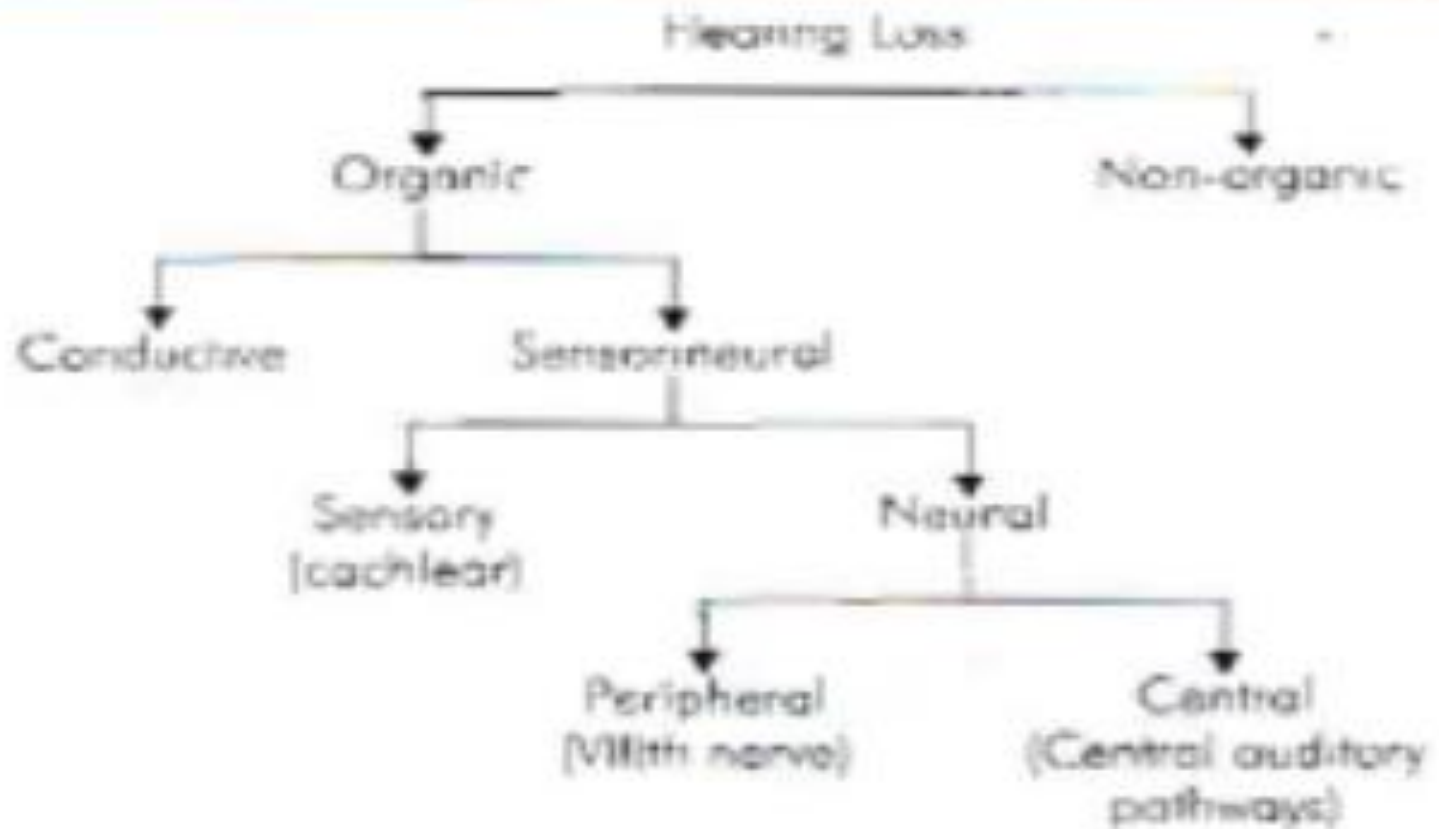 Hearing Loss
Organic
Non-organic
Conductive
Sensorineural
Sensory
(cochlear)
Neural
Peripheral
(VIIIth nerve)
Central
(Central auditory
pathways)